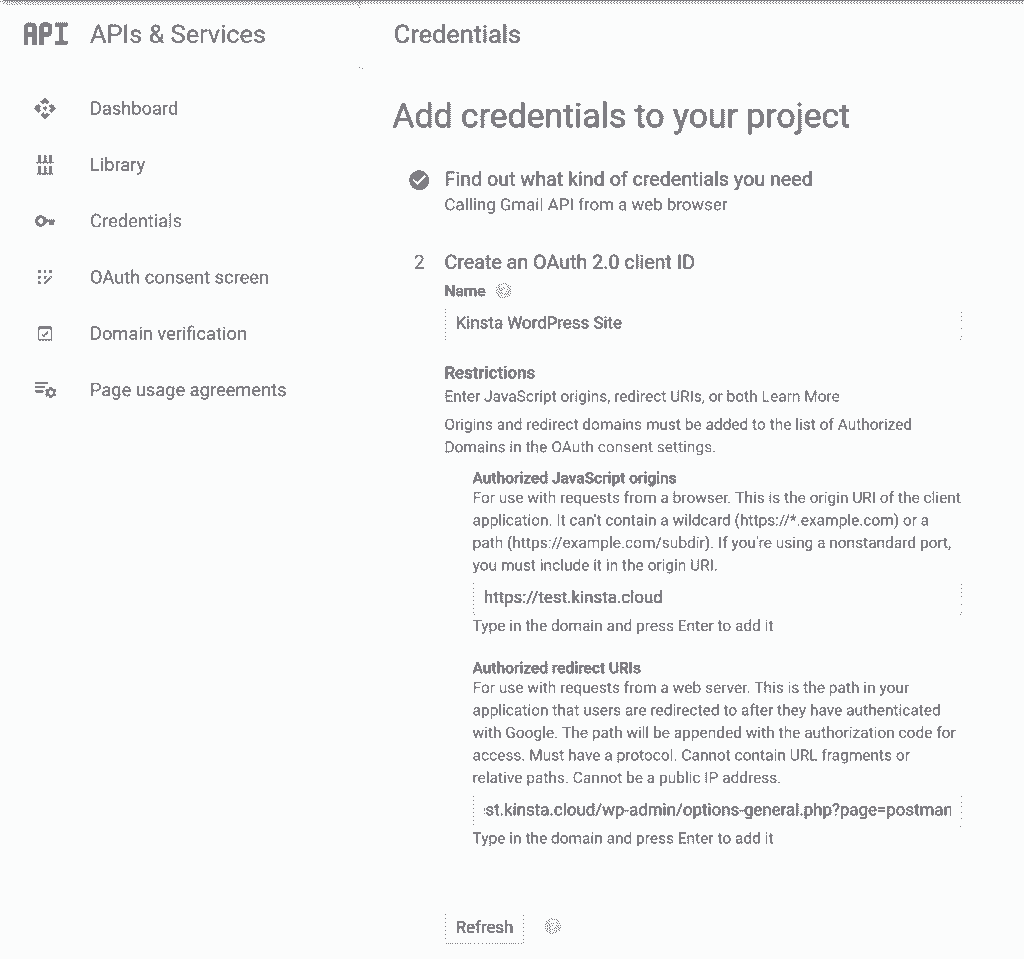 API APIs & Services
Credentials
Dashboard
Library
Credentials
OAuth consent screen
Domain verification
Page usage agreements
Add credentials to your project
Find out what kind of credentials you need
Calling Gmail API from a web browser
2 Create an OAuth 2.0 client ID
Name
Kinsta WordPress Site
Restrictions
Enter JavaScript origins, redirect URIs, or both Learn More
Origins and redirect domains must be added to the list of Authorized
Domains in the OAuth consent settings.
Authorized JavaScript origins
For use with requests from a browser. This is the origin URI of the client
application. It can't contain a wildcard (https://*.example.com) or a
path (https://example.com/subdir). If you're using a nonstandard port,
you must include it in the origin URI.
https://test.kinsta.cloud
Type in the domain and press Enter to add it
Authorized redirect URIs
For use with requests from a web server. This is the path in your
application that users are redirected to after they have authenticated
with Google. The path will be appended with the authorization code for
access. Must have a protocol. Cannot contain URL fragments or
relative paths. Cannot be a public IP address.
st.kinsta.cloud/wp-admin/options-general.php?page=postman
Type in the domain and press Enter to add it
Refresh